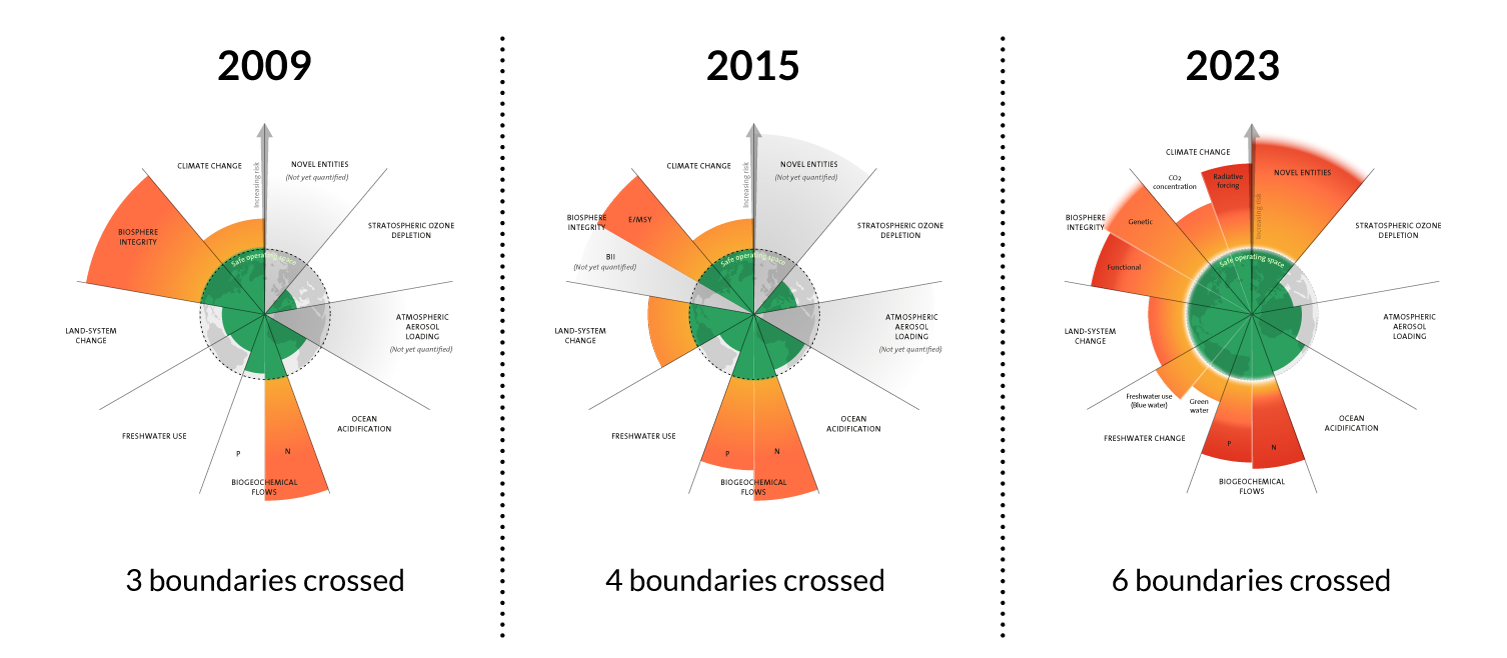 2009
CLIMATE CHANGE
NOVEL ENTITIES
(Not yet quantified)
Increasing risk
STRATOSPHERIC OZONE
DEPLETION
BIOSPHERE
INTEGRITY
Safe operating space
LAND-SYSTEM
CHANGE
ATMOSPHERIC
AEROSOL
LOADING
(Not yet quantified)
OCEAN
ACIDIFICATION
FRESHWATER USE
P
N
BIOGEOCHEMICAL
FLOWS
3 boundaries crossed
2015
CLIMATE CHANGE
NOVEL ENTITIES
(Not yet quantified)
Increasing risk
BIOSPHERE
INTEGRITY
E/MSY
STRATOSPHERIC OZONE
DEPLETION
BII
(Not yet quantified)
Safe operating space
LAND-SYSTEM
CHANGE
ATMOSPHERIC
AEROSOL
LOADING
(Not yet quantified)
OCEAN
ACIDIFICATION
FRESHWATER USE
P
N
BIOGEOCHEMICAL
FLOWS
4 boundaries crossed
2023
CLIMATE CHANGE
CO2
concentration
Radiative
forcing
NOVEL ENTITIES
Increasing risk
BIOSPHERE
INTEGRITY
Genetic
STRATOSPHERIC OZONE
DEPLETION
Functional
Safe operating space
LAND-SYSTEM
CHANGE
ATMOSPHERIC
AEROSOL
LOADING
Freshwater use
(Blue water)
Green
water
OCEAN
ACIDIFICATION
FRESHWATER CHANGE
P
N
BIOGEOCHEMICAL
FLOWS
6 boundaries crossed